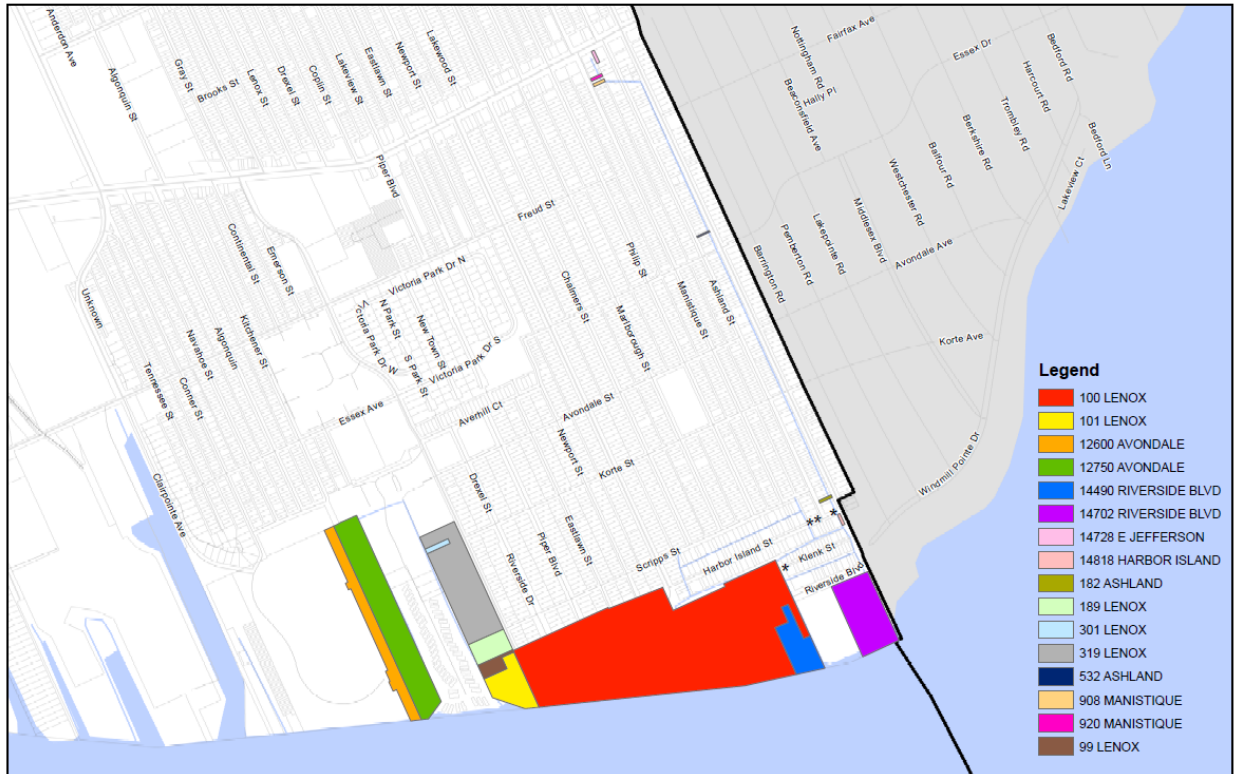 Anderdon Ave
Algonquin St
Gray St
Brooks St
Lenox St
Drexel St
Coplin St
Lakeview St
Eastlawn St
Newport St
Lakewood St
Nottingham Rd
Fairfax Ave
Essex Dr
Bedford Rd
Hally Pl
Beaconsfield Ave
Harcourt Rd
Trombley Rd
Berkshire Rd
Balfour Rd
Bedford Ln
Lakeview Ct
Westchester Rd
Middlesex Blvd
Lakepointe Rd
Pemberton Rd
Barrington Rd
Avondale Ave
Korte Ave
Windmill Pointe Dr
Piper Blvd
Freud St
Philip St
Continental St
Emerson St
Victoria Park Dr N
Chalmers St
Manistique St
Ashland St
Unknown
Victoria Park Dr W
N Park St
New Town St
Marlborough St
Navahoe St
Algonquin
Kitchener St
S Park St
Victoria Park Dr S
Tennessee St
Conner St
Essex Ave
Averhill Ct
Avondale St
Newport St
Korte St
Clairpointe Ave
Drexel St
Riverside Dr
Piper Blvd
Eastlawn St
Scripps St
Harbor Island St
**
*
*
Klenk St
Riverside Blvd
Legend
100 LENOX
101 LENOX
12600 AVONDALE
12750 AVONDALE
14490 RIVERSIDE BLVD
14702 RIVERSIDE BLVD
14728 E JEFFERSON
14818 HARBOR ISLAND
182 ASHLAND
189 LENOX
301 LENOX
319 LENOX
532 ASHLAND
908 MANISTIQUE
920 MANISTIQUE
99 LENOX